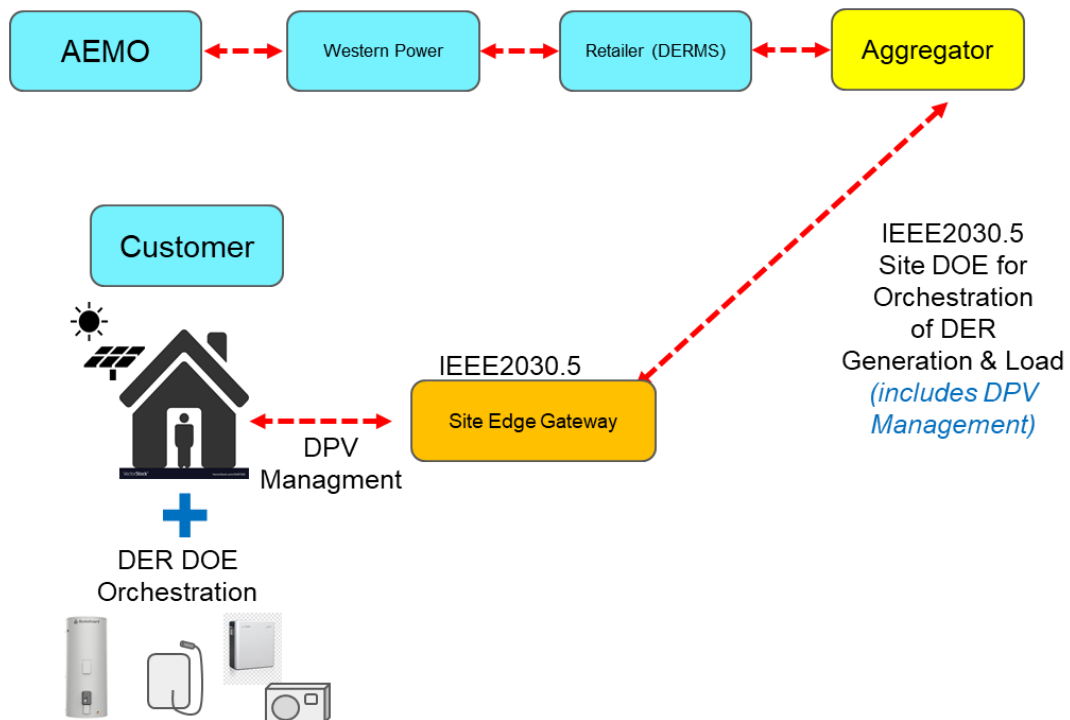 AEMO
Western Power
Retailer (DERMS)
Aggregator
Customer
IEEE2030.5
Site DOE for
Orchestration
of DER
Generation & Load
(includes DPV
Management)
IEEE2030.5
Site Edge Gateway
DPV
Managment
VectorStock
DER DOE
Orchestration